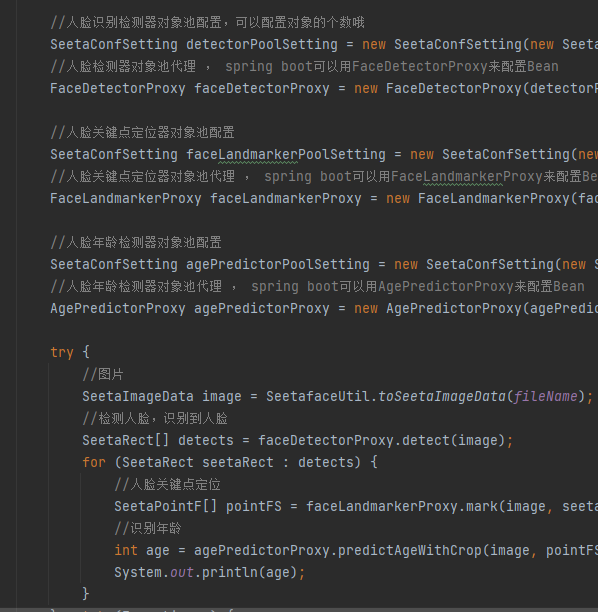 //人脸识别检测器对象池配置，可以配置对象的个数哦
SeetaConfSetting detectorPoolSetting = new SeetaConfSetting(new Seeta
//人脸检测器对象池代理 ， spring boot可以用FaceDetectorProxy来配置Bean
FaceDetectorProxy faceDetectorProxy = new FaceDetectorProxy(detectorP
//人脸关键点定位器对象池配置
SeetaConfSetting faceLandmarkerPoolSetting = new SeetaConfSetting(new
//人脸关键点定位器对象池代理 ， spring boot可以用FaceLandmarkerProxy来配置Be
FaceLandmarkerProxy faceLandmarkerProxy = new FaceLandmarkerProxy(fac
//人脸年龄检测器对象池配置
SeetaConfSetting agePredictorPoolSetting = new SeetaConfSetting(new S
//人脸年龄检测器对象池代理 ， spring boot可以用AgePredictorProxy来配置Bean
AgePredictorProxy agePredictorProxy = new AgePredictorProxy(agePredic
try {
//图片
SeetaImageData image = SeetafaceUtil.toSeetaImageData(fileName);
//检测人脸，识别到人脸
SeetaRect[] detects = faceDetectorProxy.detect(image);
for (SeetaRect seetaRect : detects) {
//人脸关键点定位
SeetaPointF[] pointFS = faceLandmarkerProxy.mark(image, seeta
//识别年龄
int age = agePredictorProxy.predictAgeWithCrop(image, pointFS
System.out.println(age);
}